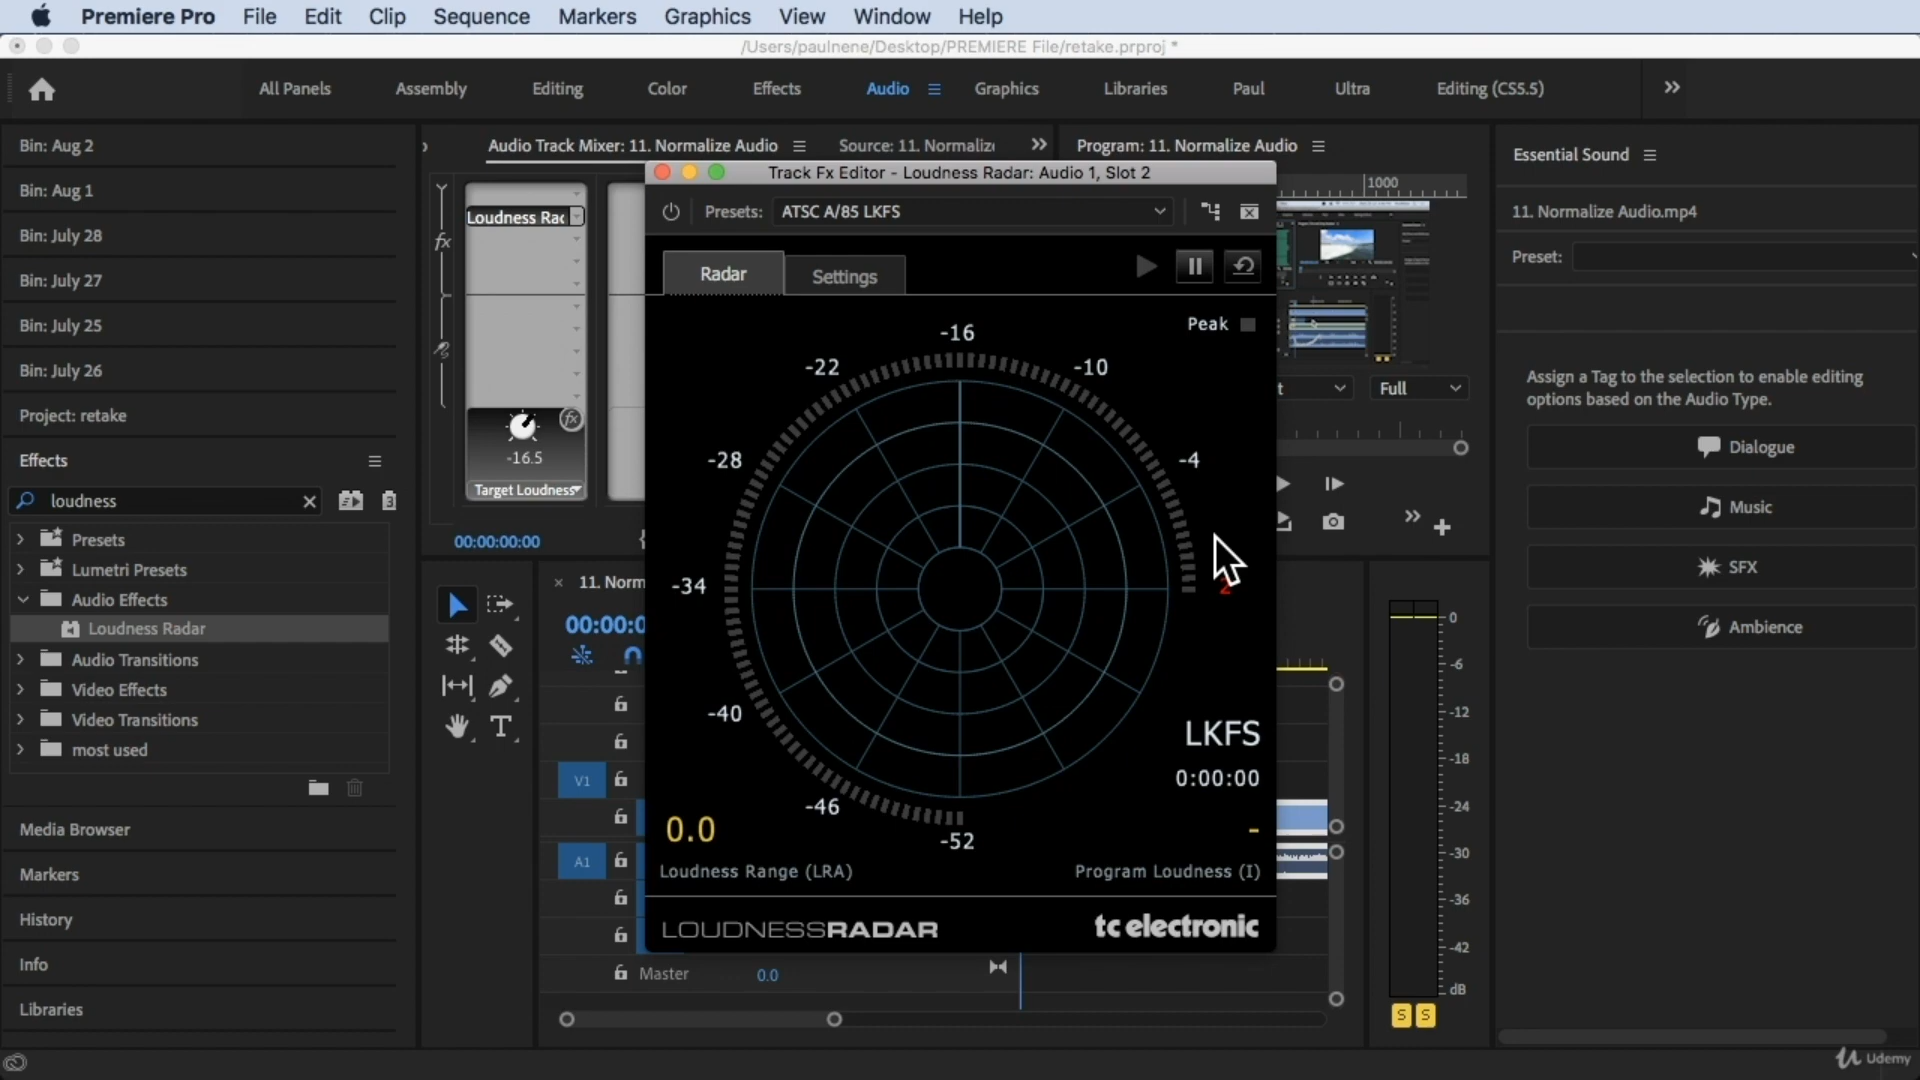 Premiere Pro File Edit Clip Sequence Markers Graphics View Window Help
/Users/paulnene/Desktop/PREMIERE File/retake.prproj *
All Panels Assembly Editing Color Effects Audio Graphics Libraries Paul Ultra Editing (CS5.5)
Bin: Aug 2
Bin: Aug 1
Bin: July 28
Bin: July 27
Bin: July 25
Bin: July 26
Project: retake
Effects
loudness
Presets
Lumetri Presets
Audio Effects
Loudness Radar
Audio Transitions
Video Effects
Video Transitions
most used
Media Browser
Markers
History
Info
Libraries
Audio Track Mixer: 11. Normalize Audio
Source: 11. Normaliz
Program: 11. Normalize Audio
fx
Loudness Rac
fx
-16.5
Target Loudness
00:00:00:00
Track Fx Editor - Loudness Radar: Audio 1, Slot 2
Presets: ATSC A/85 LKFS
Radar Settings
Peak
-16
-22 -10
-28 -4
-34 2
-40
-46
-52
LKFS
0:00:00
0.0 -
Loudness Range (LRA) Program Loudness (I)
LOUDNESSRADAR tc electronic
1000
t Full
11. Norm
00:00:0
V1
A1
Master 0.0
0
-6
-12
-18
-24
-30
-36
-42
dB
S S
Essential Sound
11. Normalize Audio.mp4
Preset:
Assign a Tag to the selection to enable editing
options based on the Audio Type.
Dialogue
Music
SFX
Ambience
Udemy